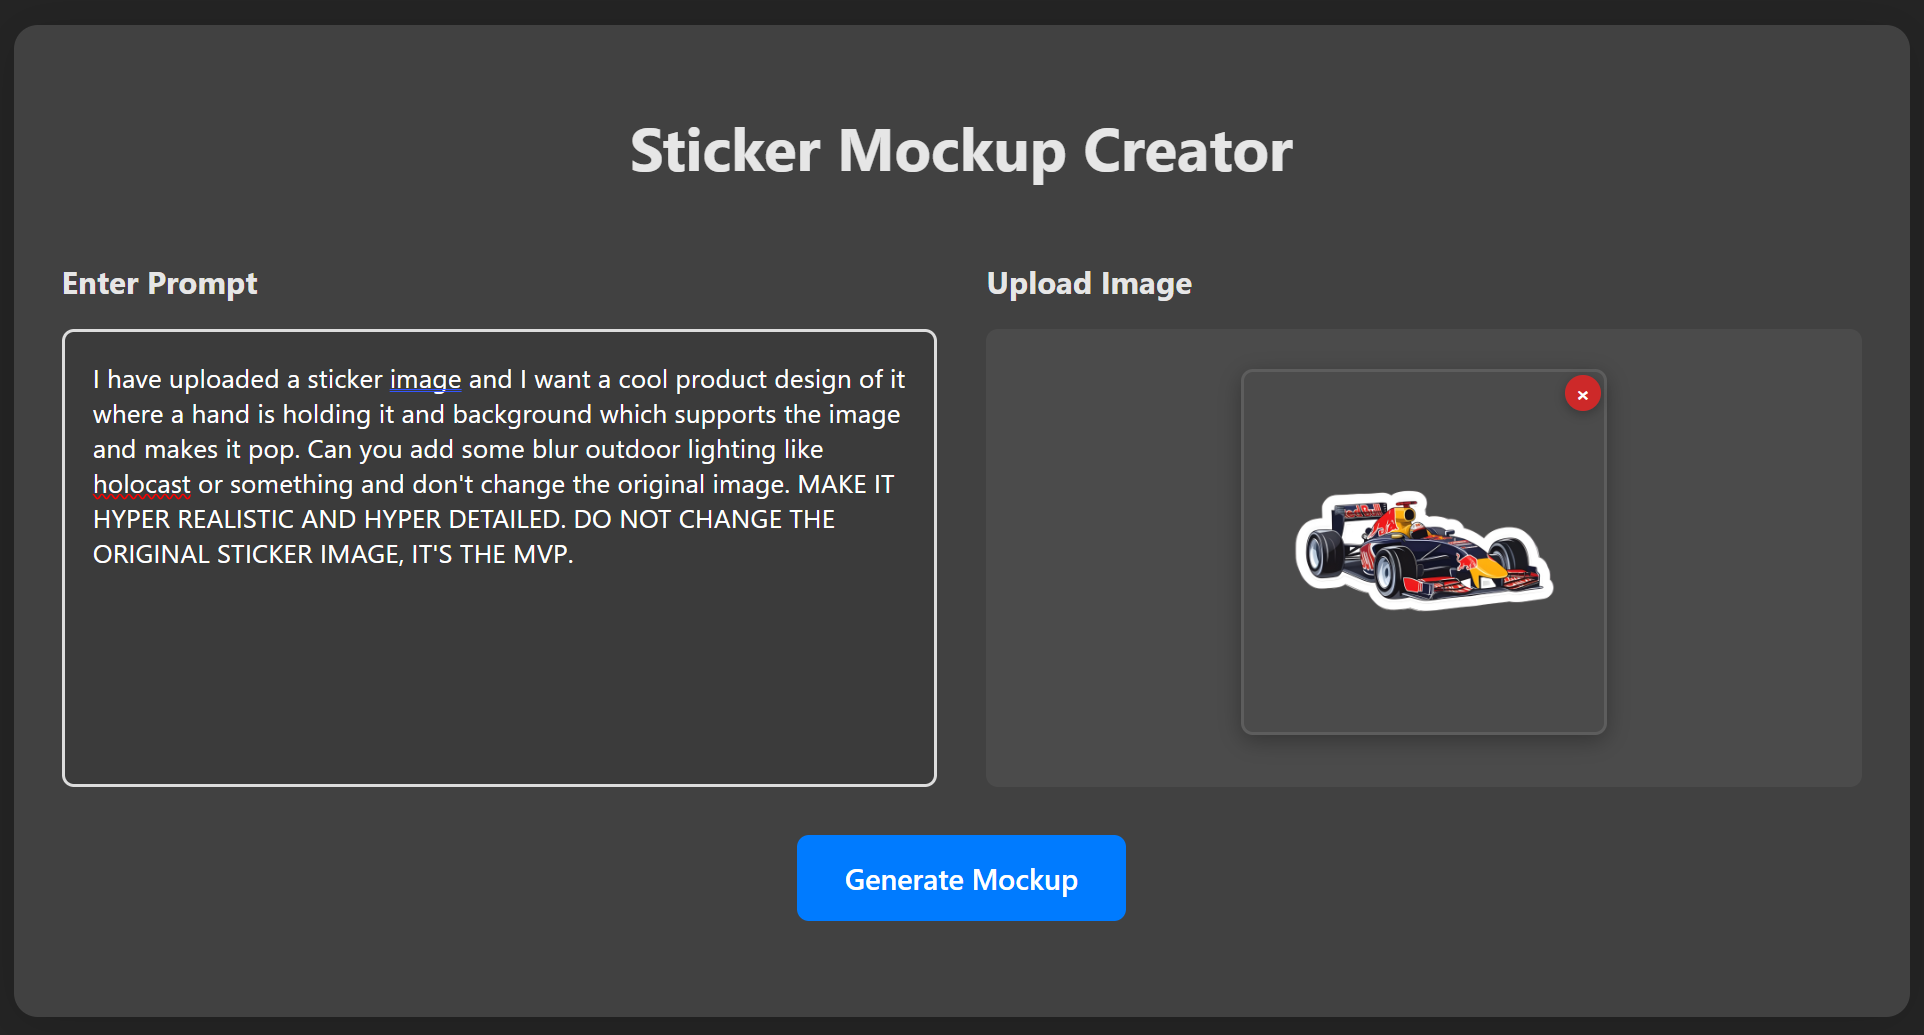 Sticker Mockup Creator
Enter Prompt
I have uploaded a sticker image and I want a cool product design of it
where a hand is holding it and background which supports the image
and makes it pop. Can you add some blur outdoor lighting like
holocast or something and don't change the original image. MAKE IT
HYPER REALISTIC AND HYPER DETAILED. DO NOT CHANGE THE
ORIGINAL STICKER IMAGE, IT'S THE MVP.
Upload Image
×
Generate Mockup